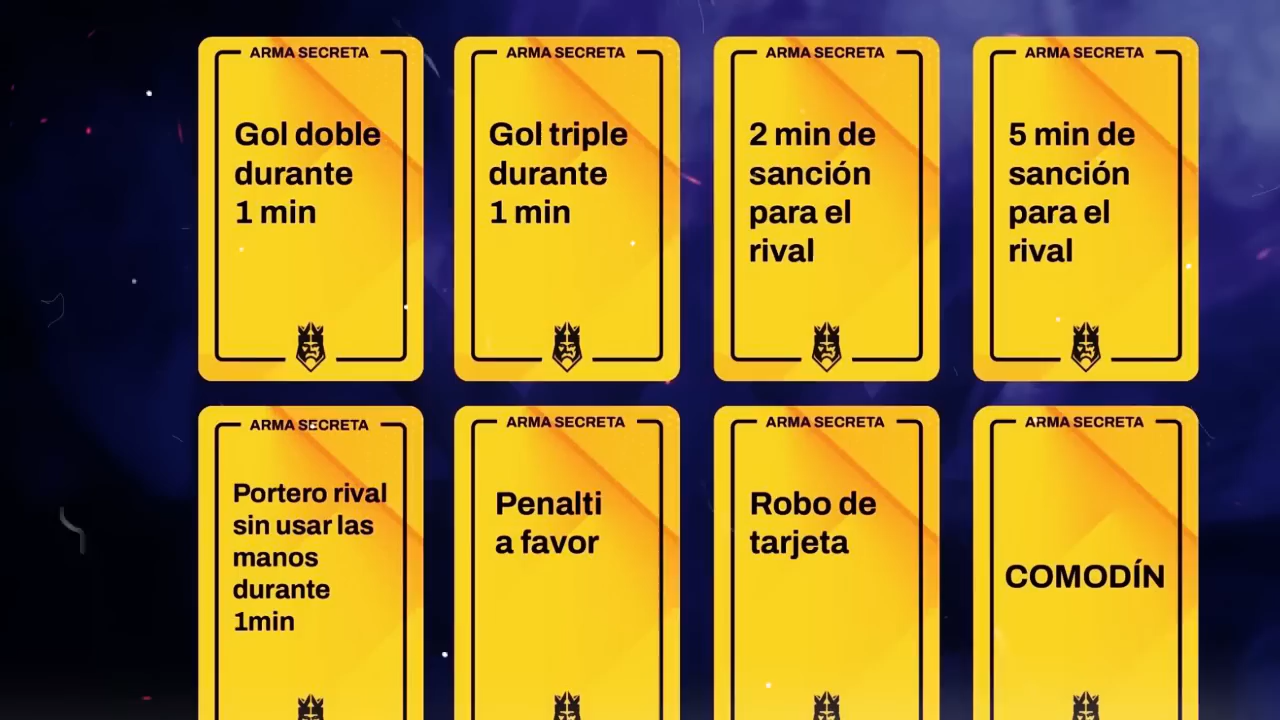 ARMA SECRETA
Gol doble
durante
1 min
ARMA SECRETA
Gol triple
durante
1 min
ARMA SECRETA
2 min de
sanción
para el
rival
ARMA SECRETA
5 min de
sanción
para el
rival
ARMA SECRETA
Portero rival
sin usar las
manos
durante
1min
ARMA SECRETA
Penalti
a favor
ARMA SECRETA
Robo de
tarjeta
ARMA SECRETA
COMODÍN